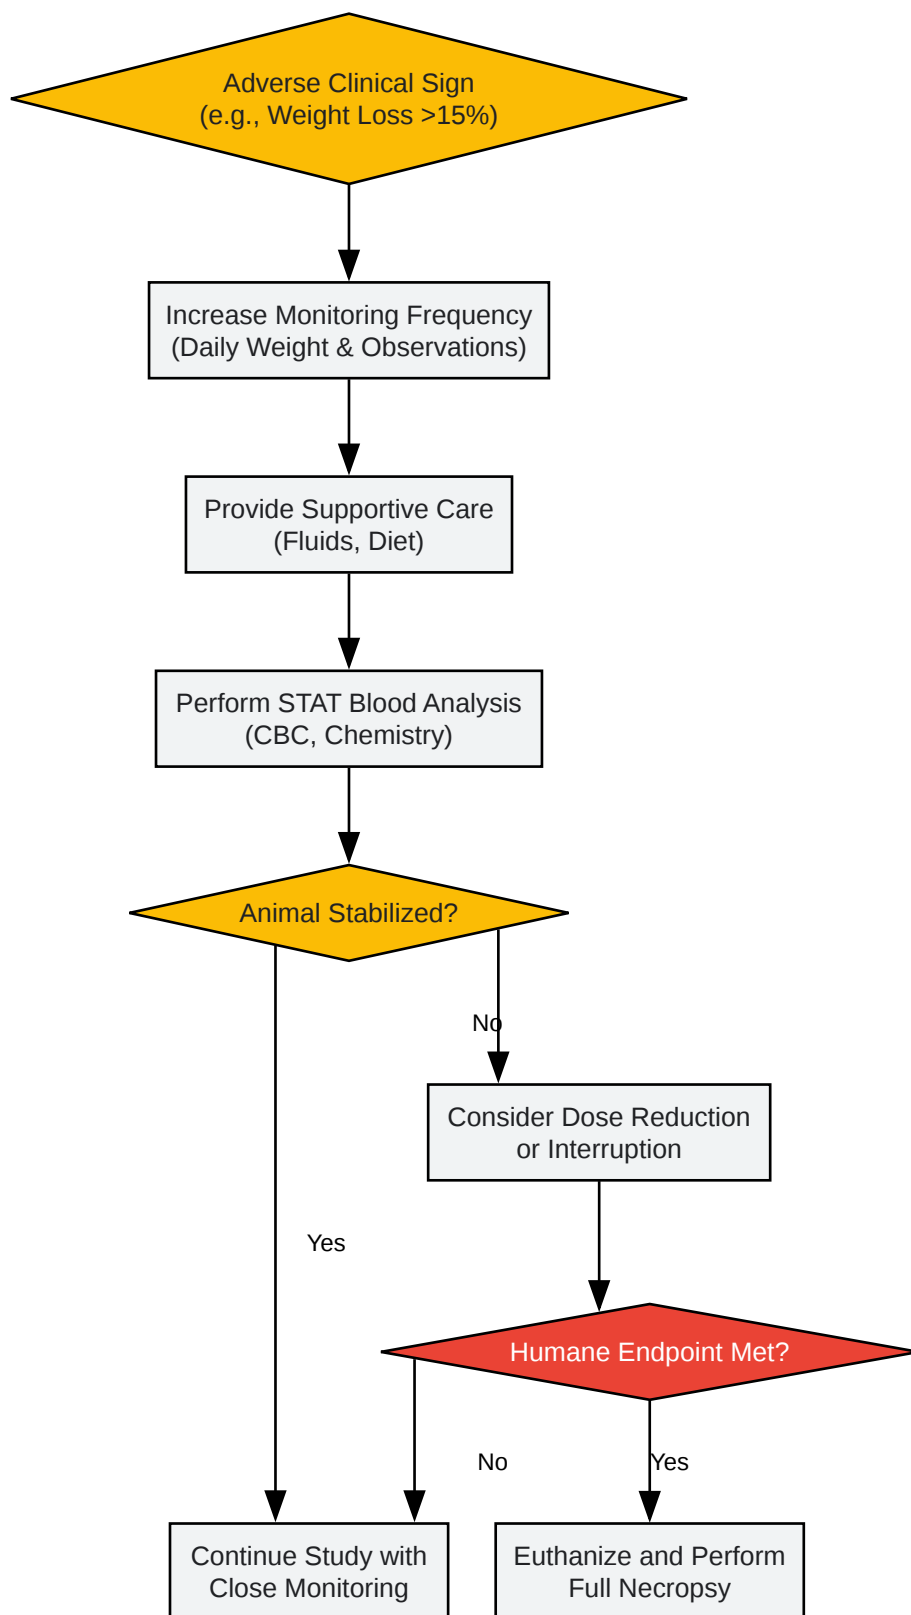 Adverse Clinical Sign
(e.g., Weight Loss >15%)
Increase Monitoring Frequency
(Daily Weight & Observations)
Provide Supportive Care
(Fluids, Diet)
Perform STAT Blood Analysis
(CBC, Chemistry)
Animal Stabilized?
No
Consider Dose Reduction
or Interruption
Yes
Humane Endpoint Met?
No
Yes
Continue Study with
Close Monitoring
Euthanize and Perform
Full Necropsy